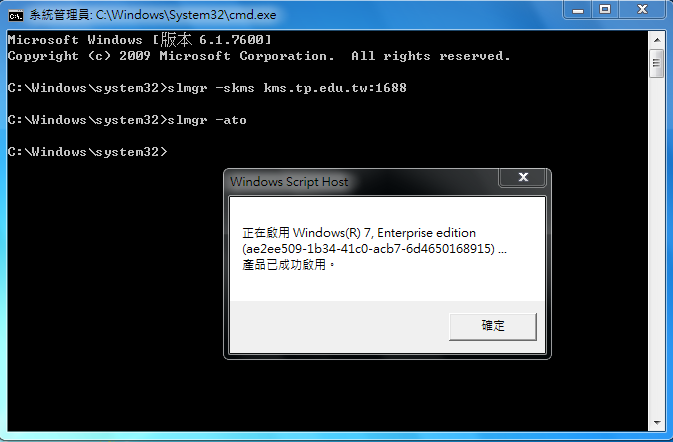 系統管理員: C:\Windows\System32\cmd.exe
Microsoft Windows [版本 6.1.7600]
Copyright (c) 2009 Microsoft Corporation.  All rights reserved.
C:\Windows\system32>slmgr -skms kms.tp.edu.tw:1688
C:\Windows\system32>slmgr -ato
C:\Windows\system32>
Windows Script Host
正在啟用 Windows(R) 7, Enterprise edition
(ae2ee509-1b34-41c0-acb7-6d4650168915) ...
產品已成功啟用。
確定